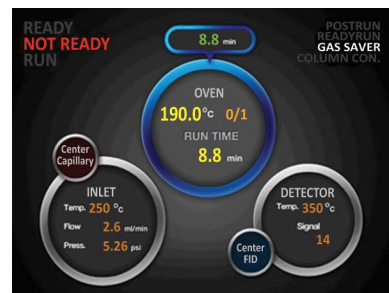 READY
NOT READY
RUN
8.8 min
POSTRUN
READYRUN
GAS SAVER
COLUMN CON.
OVEN
190.0°c 0/1
RUN TIME
8.8 min
Center
Capillary
INLET
Temp. 250 °c
Flow 2.6 ml/min
Press. 5.26 psi
DETECTOR
Temp. 350°c
Signal
14
Center
FID